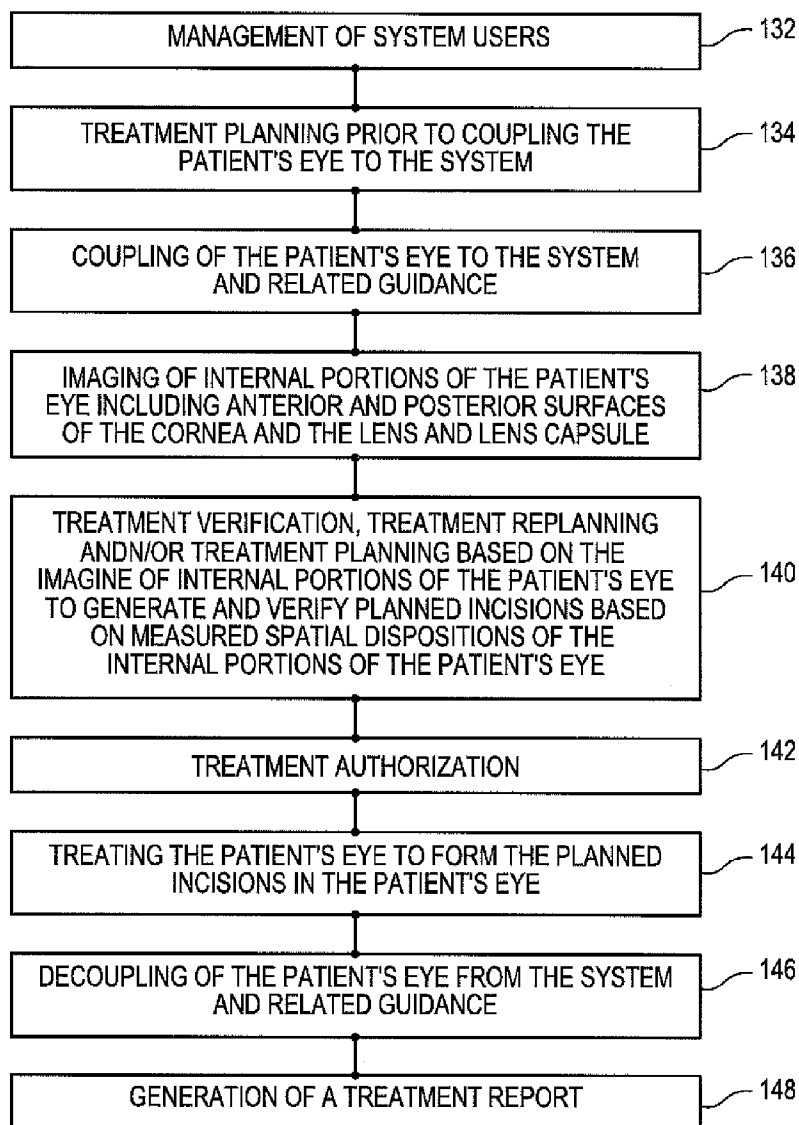 MANAGEMENT OF SYSTEM USERS
132
TREATMENT PLANNING PRIOR TO COUPLING THE
PATIENT'S EYE TO THE SYSTEM
134
COUPLING OF THE PATIENT'S EYE TO THE SYSTEM
AND RELATED GUIDANCE
136
IMAGING OF INTERNAL PORTIONS OF THE PATIENT'S
EYE INCLUDING ANTERIOR AND POSTERIOR SURFACES
OF THE CORNEA AND THE LENS AND LENS CAPSULE
138
TREATMENT VERIFICATION, TREATMENT REPLANNING
ANDN/OR TREATMENT PLANNING BASED ON THE
IMAGINE OF INTERNAL PORTIONS OF THE PATIENT'S EYE
TO GENERATE AND VERIFY PLANNED INCISIONS BASED
ON MEASURED SPATIAL DISPOSITIONS OF THE
INTERNAL PORTIONS OF THE PATIENT'S EYE
140
TREATMENT AUTHORIZATION
142
TREATING THE PATIENT'S EYE TO FORM THE PLANNED
INCISIONS IN THE PATIENT'S EYE
144
DECOUPLING OF THE PATIENT'S EYE FROM THE SYSTEM
AND RELATED GUIDANCE
146
GENERATION OF A TREATMENT REPORT
148